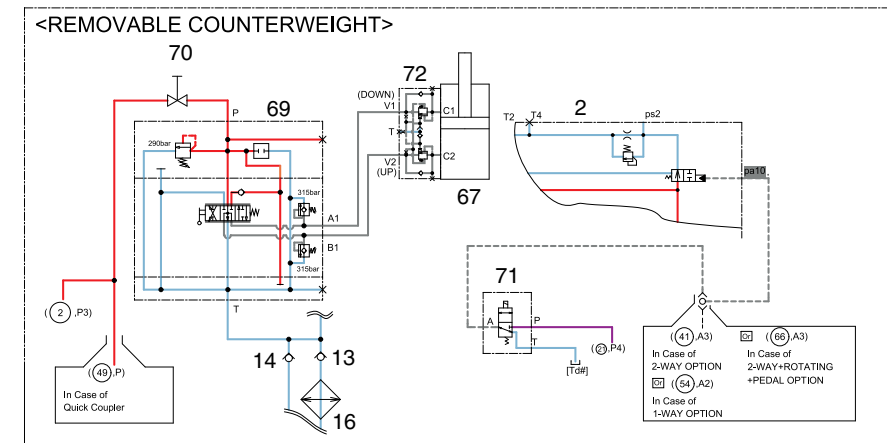 <REMOVABLE COUNTERWEIGHT>
70
P
69
290bar
315bar
A1
B1
315bar
T
72
(DOWN)
V1
C1
T
V2
(UP)
C2
67
2
T2 T4
ps2
pa10
71
A
P
T
(21,P4)
[Td#]
(2,P3)
(49,P)
In Case of
Quick Coupler
14
13
16
(41,A3)
In Case of
2-WAY OPTION
Or (54,A2)
In Case of
1-WAY OPTION
Or (66,A3)
In Case of
2-WAY+ROTATING
+PEDAL OPTION